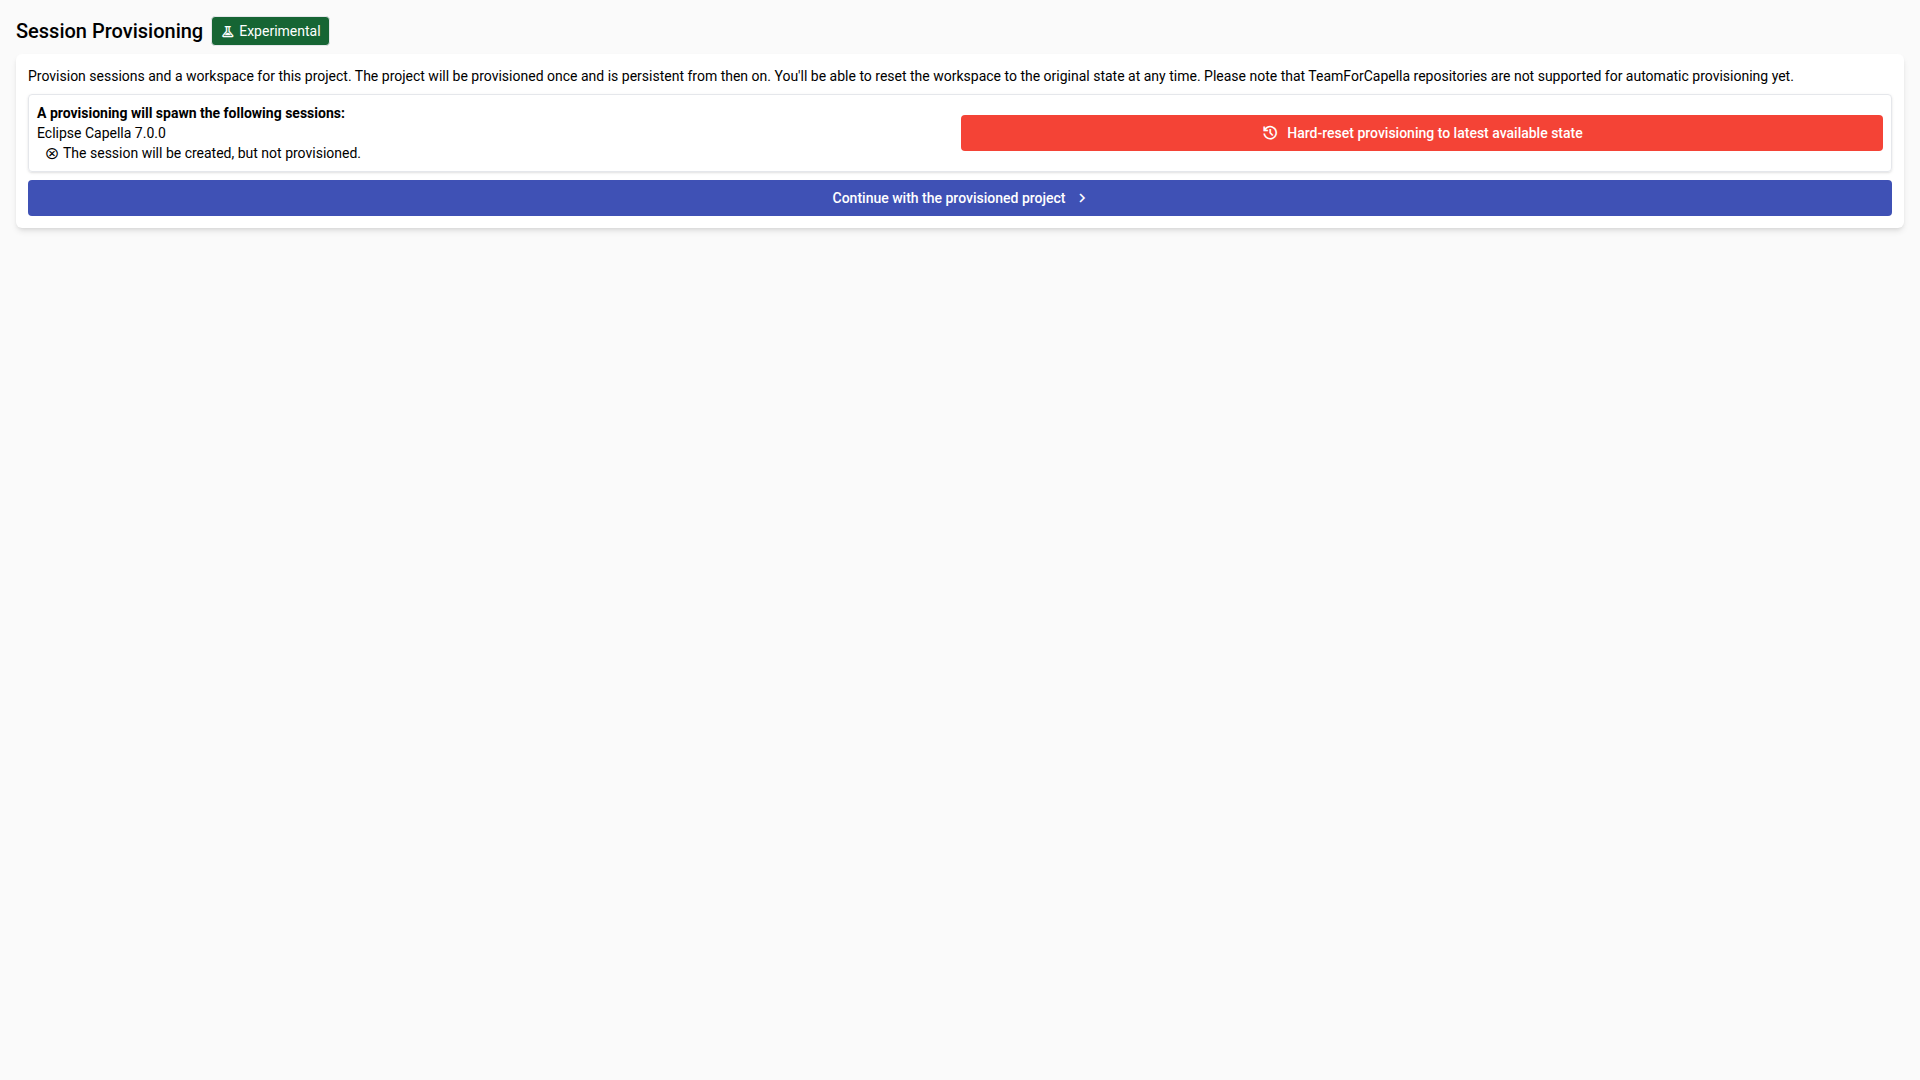 Session Provisioning
Experimental
Provision sessions and a workspace for this project. The project will be provisioned once and is persistent from then on. You'll be able to reset the workspace to the original state at any time. Please note that TeamForCapella repositories are not supported for automatic provisioning yet.
A provisioning will spawn the following sessions:
Eclipse Capella 7.0.0
The session will be created, but not provisioned.
Hard-reset provisioning to latest available state
Continue with the provisioned project